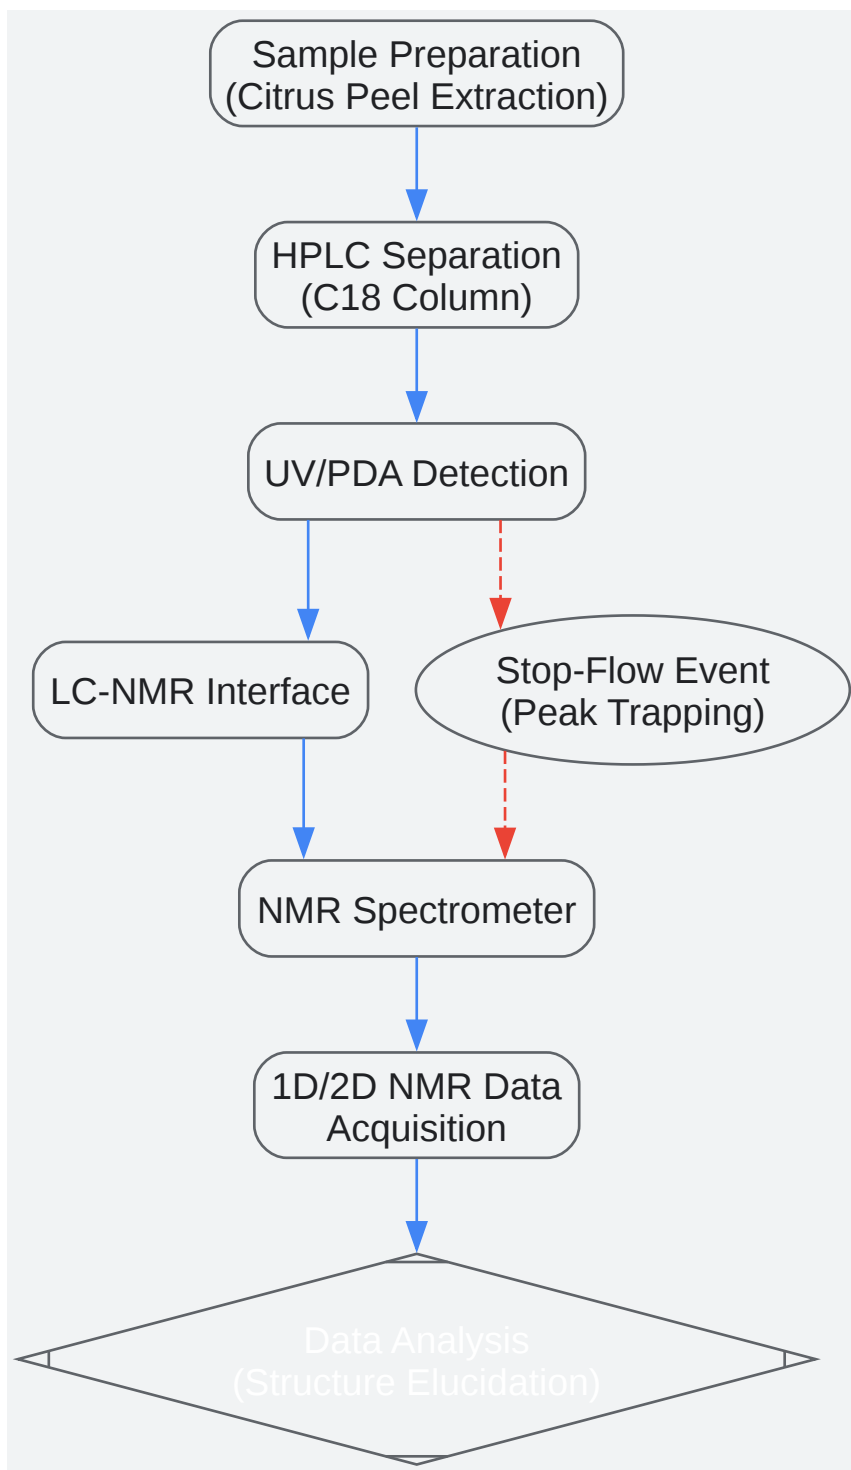 Sample Preparation
(Citrus Peel Extraction)
HPLC Separation
(C18 Column)
UV/PDA Detection
LC-NMR Interface
Stop-Flow Event
(Peak Trapping)
NMR Spectrometer
1D/2D NMR Data
Acquisition
Data Analysis
(Structure Elucidation)